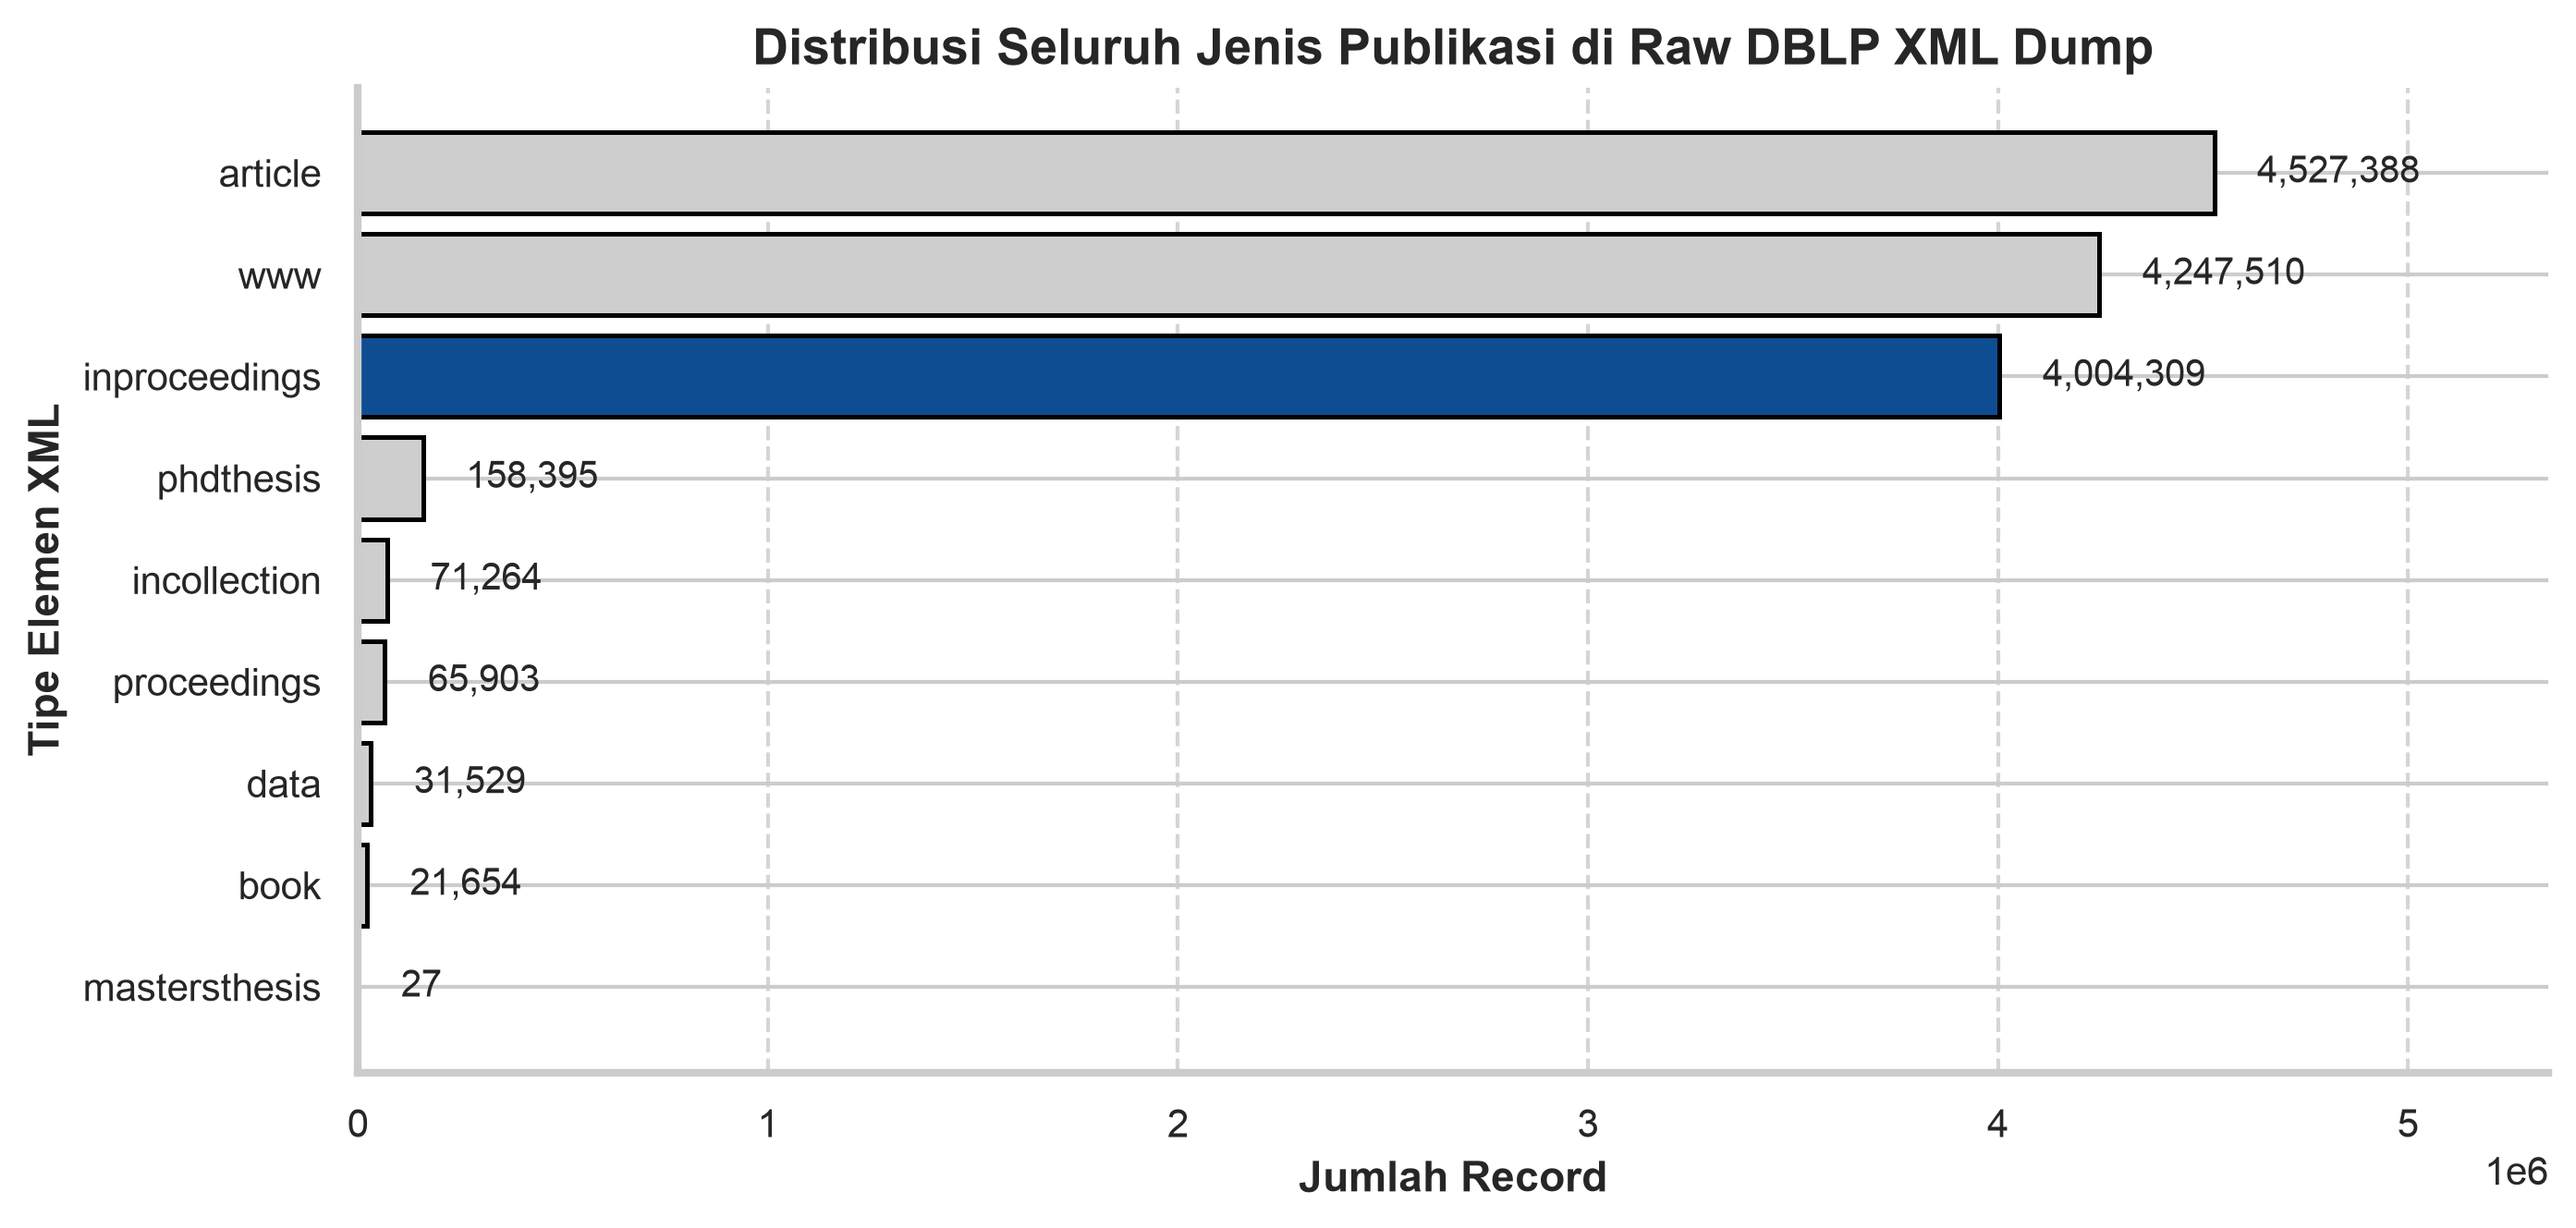 Distribusi Seluruh Jenis Publikasi di Raw DBLP XML Dump
Tipe Elemen XML
article 4,527,388
www 4,247,510
inproceedings 4,004,309
phdthesis 158,395
incollection 71,264
proceedings 65,903
data 31,529
book 21,654
mastersthesis 27
0 1 2 3 4 5
1e6
Jumlah Record